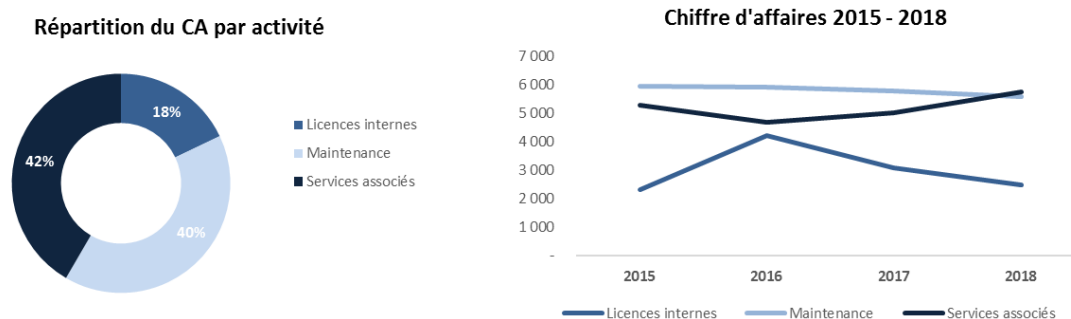 Répartition du CA par activité
18%
42%
40%
Licences internes
Maintenance
Services associés
Chiffre d'affaires 2015 - 2018
7 000
6 000
5 000
4 000
3 000
2 000
1 000
-
2015 2016 2017 2018
Licences internes Maintenance Services associés